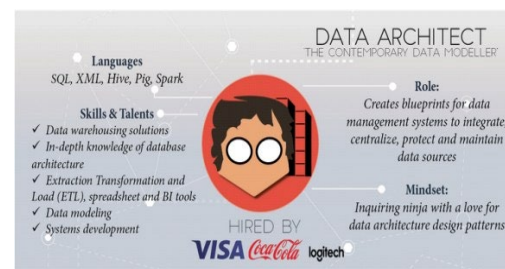 DATA ARCHITECT
'THE CONTEMPORARY DATA MODELLER'
Languages
SQL, XML, Hive, Pig, Spark
Skills & Talents
✓ Data warehousing solutions
✓ In-depth knowledge of database
architecture
✓ Extraction Transformation and
Load (ETL), spreadsheet and BI tools
✓ Data modeling
✓ Systems development
Role:
Creates blueprints for data
management systems to integrate,
centralize, protect and maintain
data sources
Mindset:
Inquiring ninja with a love for
data architecture design patterns
HIRED BY
VISA Coca-Cola logitech